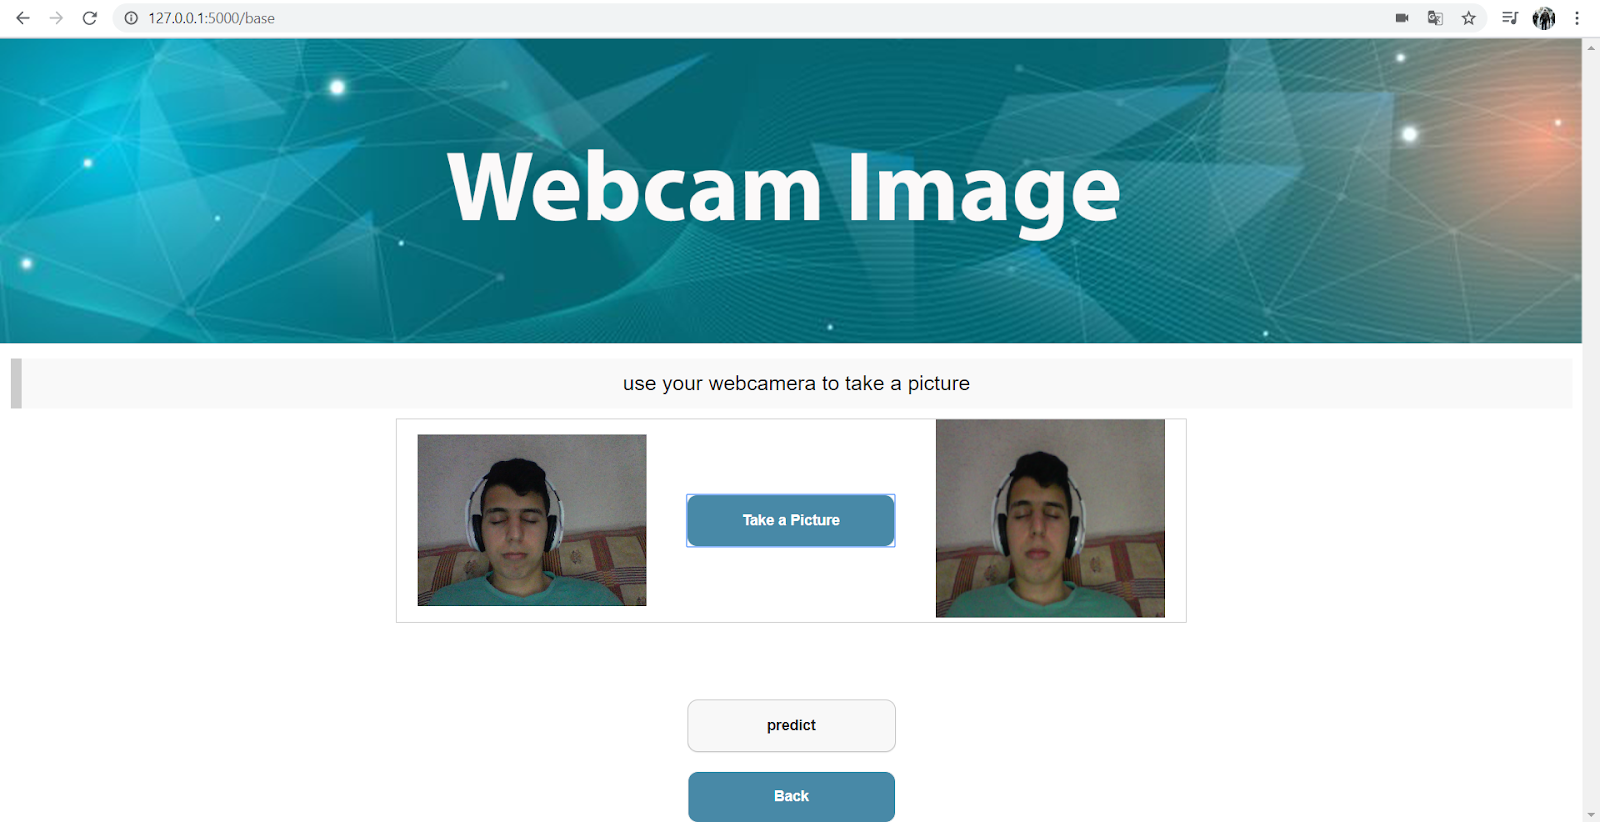 127.0.0.1:5000/base
Webcam Image
use your webcamera to take a picture
Take a Picture
predict
Back